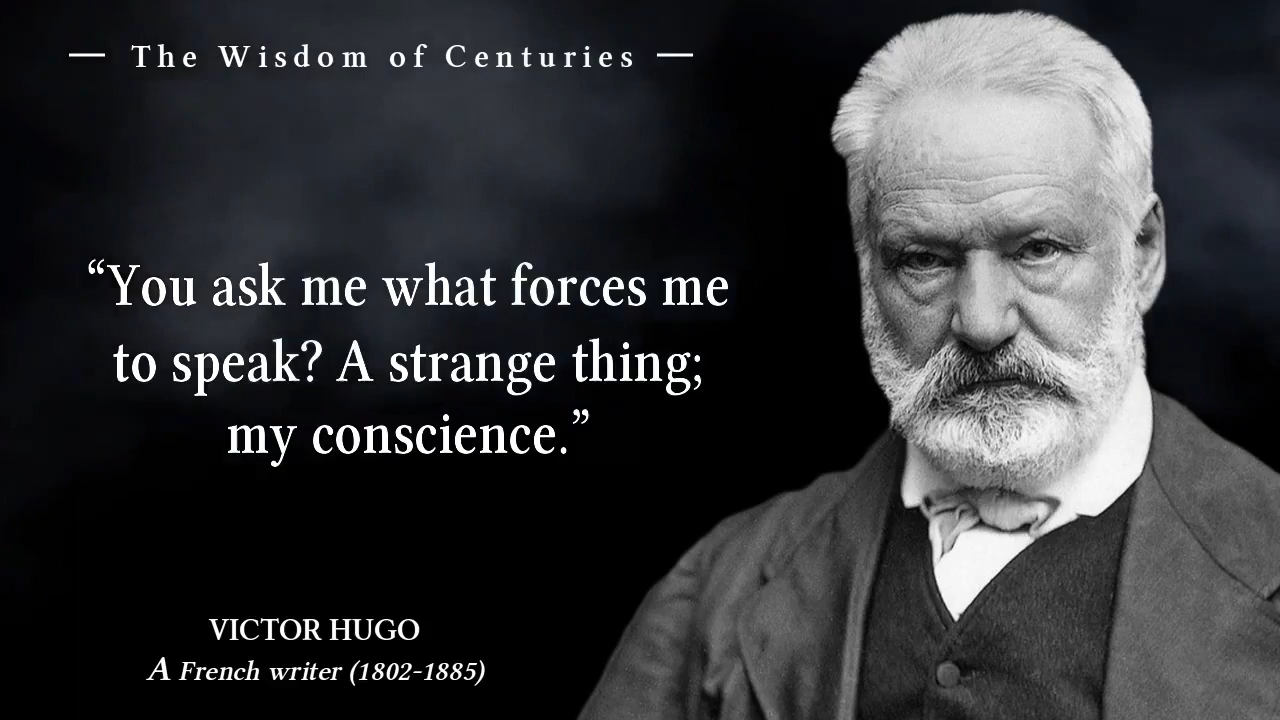 — The Wisdom of Centuries —
“You ask me what forces me
to speak? A strange thing;
my conscience.”
VICTOR HUGO
A French writer (1802-1885)